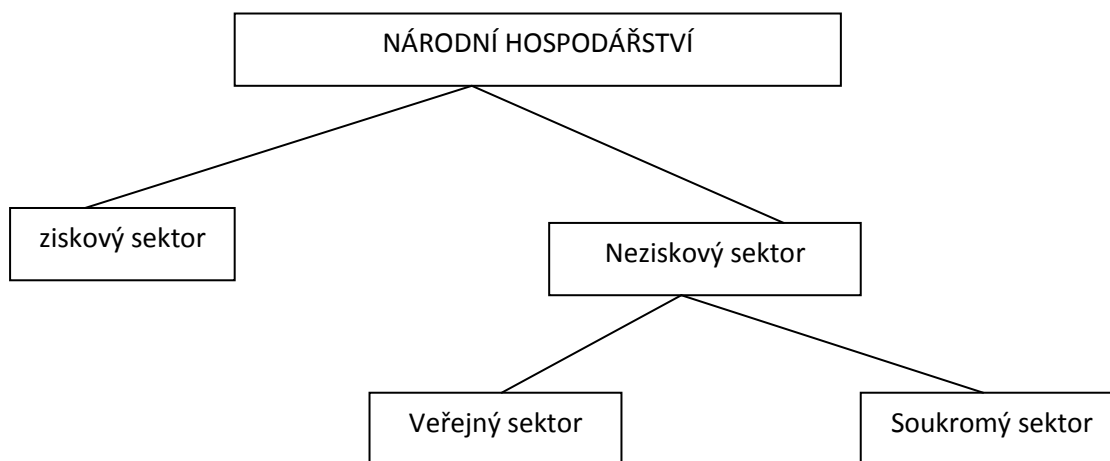 NÁRODNÍ HOSPODÁŘSTVÍ
ziskový sektor
Neziskový sektor
Veřejný sektor
Soukromý sektor